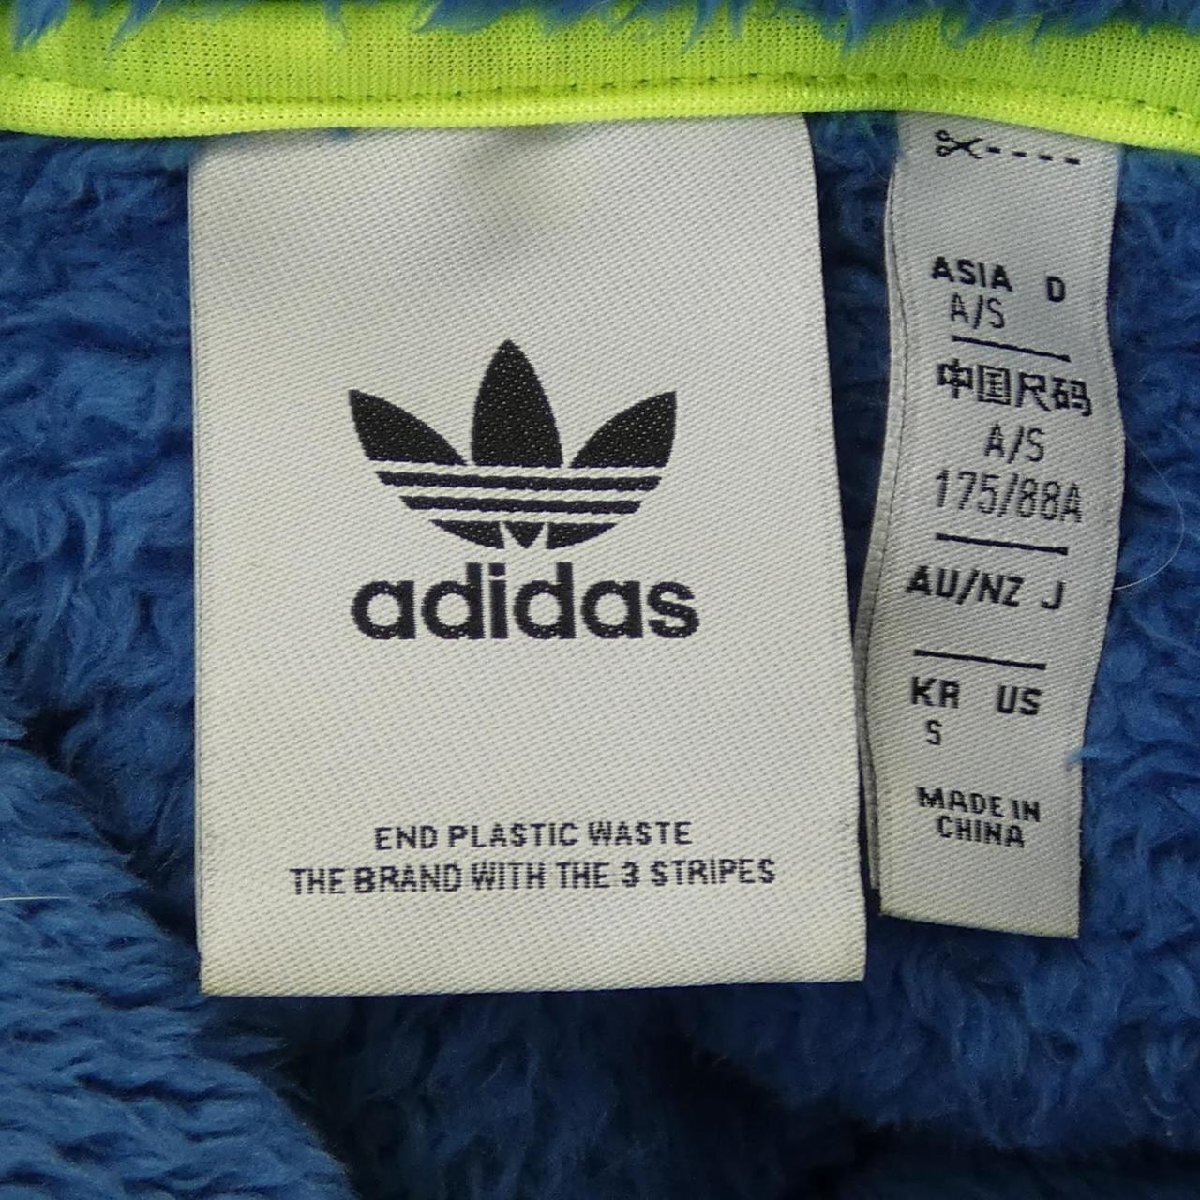 adidas
END PLASTIC WASTE
THE BRAND WITH THE 3 STRIPES
ASIA D
A/S
中国尺码
A/S
175/88A
AU/NZ J
KR US
S
MADE IN
CHINA